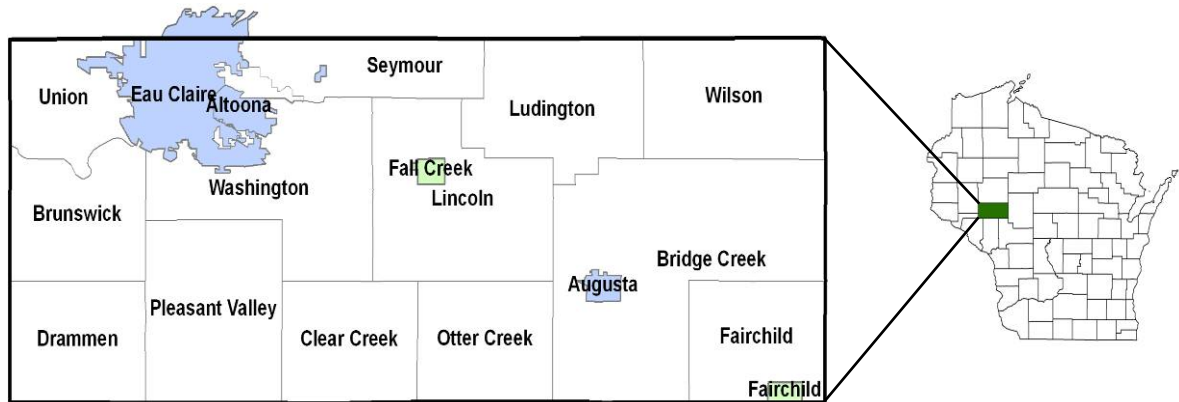 Seymour
Union
Eau Claire
Altoona
Ludington
Wilson
Fall Creek
Washington
Lincoln
Brunswick
Bridge Creek
Augusta
Pleasant Valley
Drammen
Clear Creek
Otter Creek
Fairchild
Fairchild